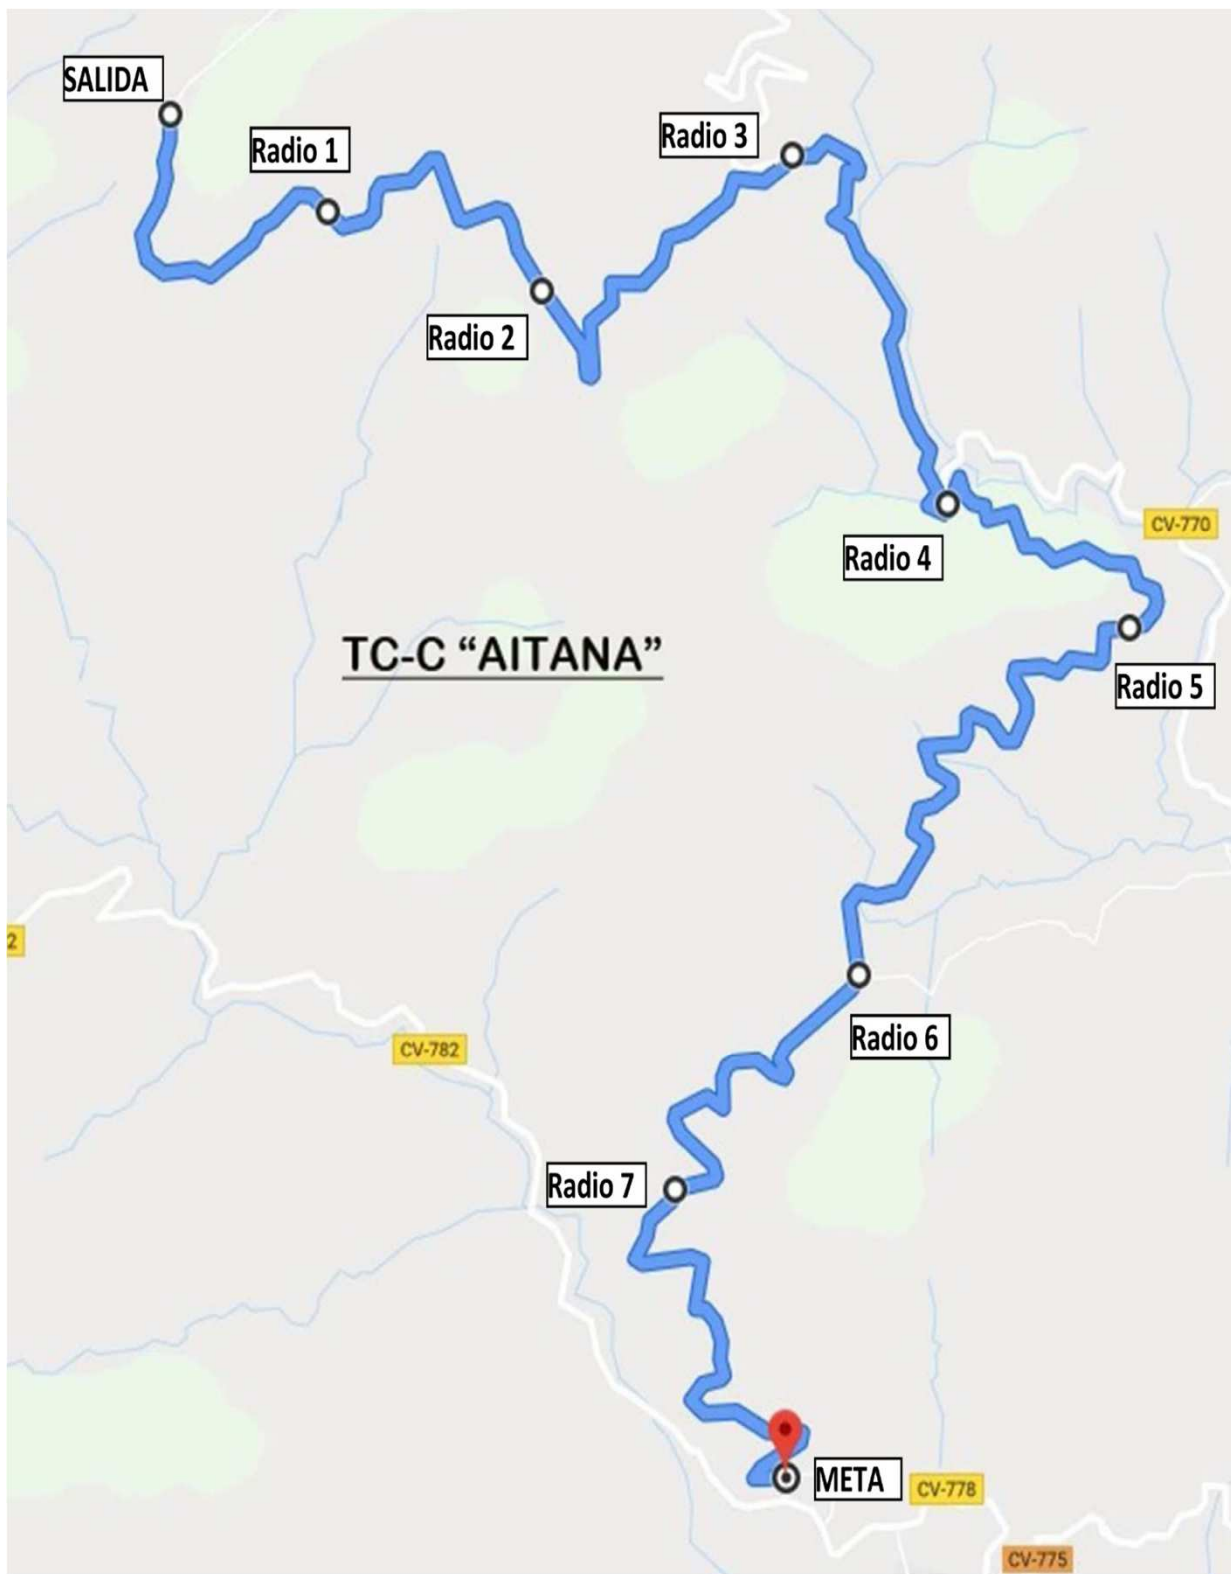 SALIDA
Radio 1
Radio 3
Radio 2
CV-770
Radio 4
TC-C “AITANA”
Radio 5
2
Radio 6
CV-782
Radio 7
META
CV-778
CV-775